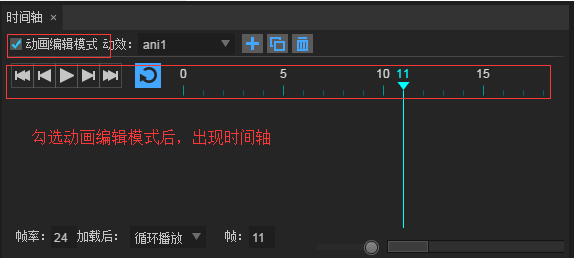 时间轴 ×
动画编辑模式 动效： ani1
0 5 10 11 15
勾选动画编辑模式后，出现时间轴
帧率： 24 加载后： 循环播放 帧： 11